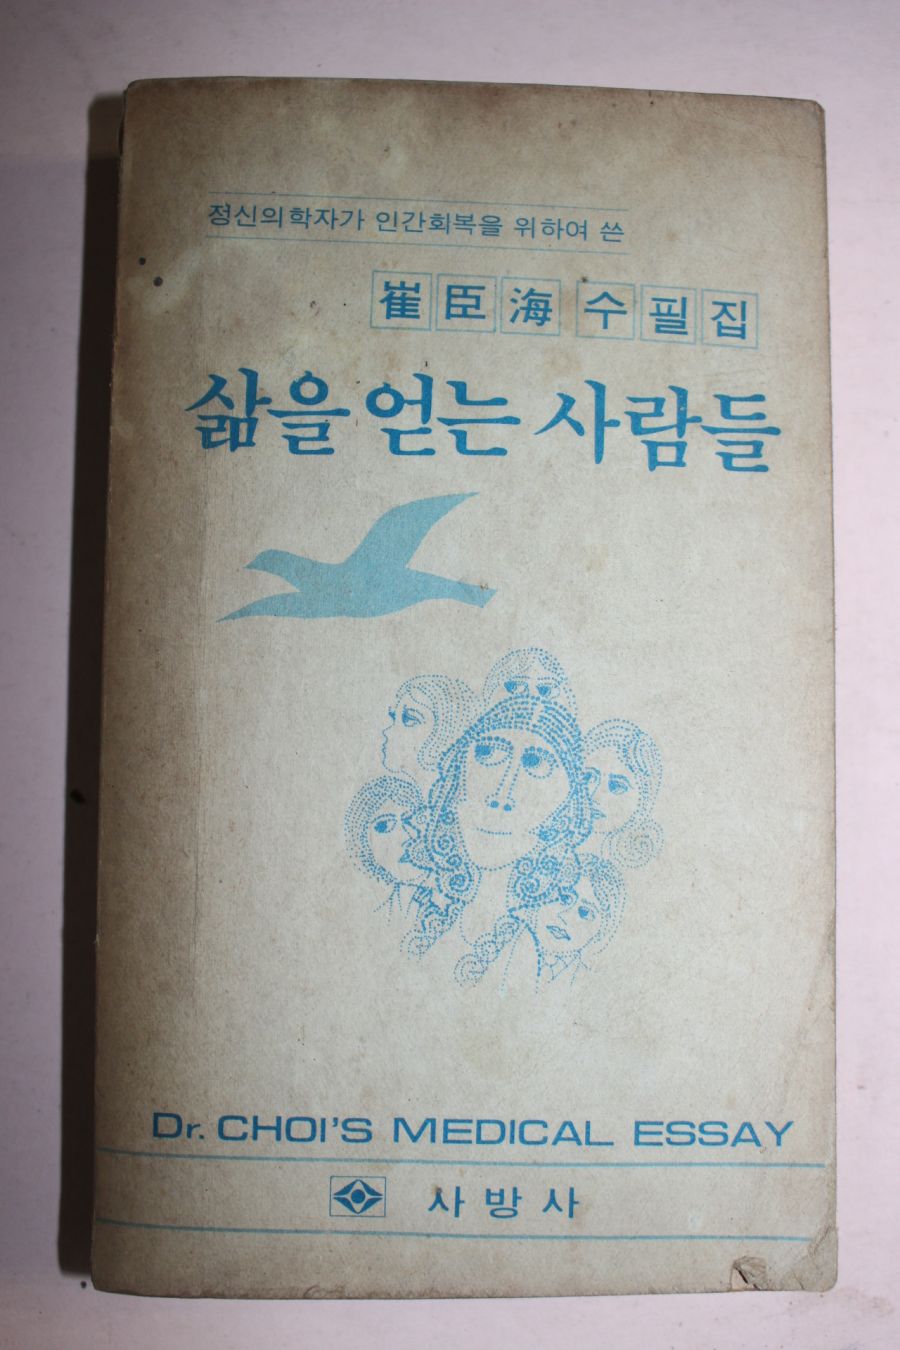 정신의학자가 인간회복을 위하여 쓴
崔臣海 수필집
삶을 얻는 사람들
Dr. CHOI'S MEDICAL ESSAY
사방사